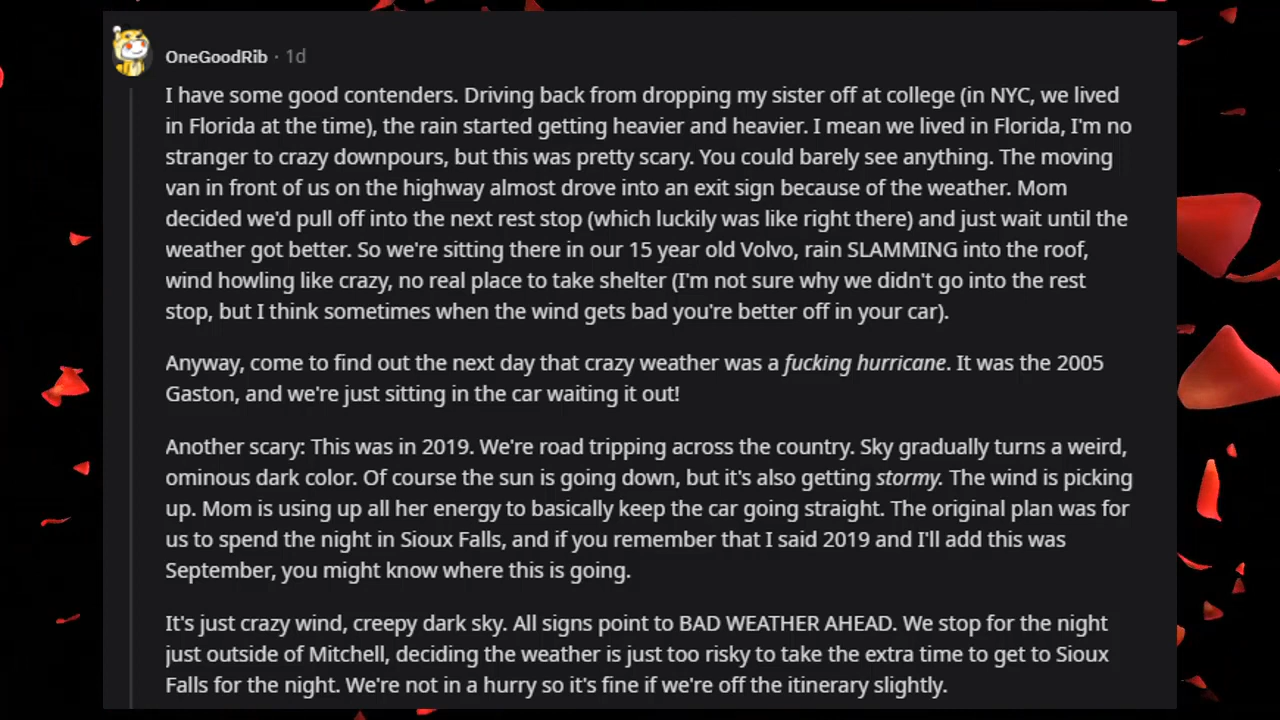 OneGoodRib · 1d
I have some good contenders. Driving back from dropping my sister off at college (in NYC, we lived
in Florida at the time), the rain started getting heavier and heavier. I mean we lived in Florida, I'm no
stranger to crazy downpours, but this was pretty scary. You could barely see anything. The moving
van in front of us on the highway almost drove into an exit sign because of the weather. Mom
decided we'd pull off into the next rest stop (which luckily was like right there) and just wait until the
weather got better. So we're sitting there in our 15 year old Volvo, rain SLAMMING into the roof,
wind howling like crazy, no real place to take shelter (I'm not sure why we didn't go into the rest
stop, but I think sometimes when the wind gets bad you're better off in your car).
Anyway, come to find out the next day that crazy weather was a fucking hurricane. It was the 2005
Gaston, and we're just sitting in the car waiting it out!
Another scary: This was in 2019. We're road tripping across the country. Sky gradually turns a weird,
ominous dark color. Of course the sun is going down, but it's also getting stormy. The wind is picking
up. Mom is using up all her energy to basically keep the car going straight. The original plan was for
us to spend the night in Sioux Falls, and if you remember that I said 2019 and I'll add this was
September, you might know where this is going.
It's just crazy wind, creepy dark sky. All signs point to BAD WEATHER AHEAD. We stop for the night
just outside of Mitchell, deciding the weather is just too risky to take the extra time to get to Sioux
Falls for the night. We're not in a hurry so it's fine if we're off the itinerary slightly.